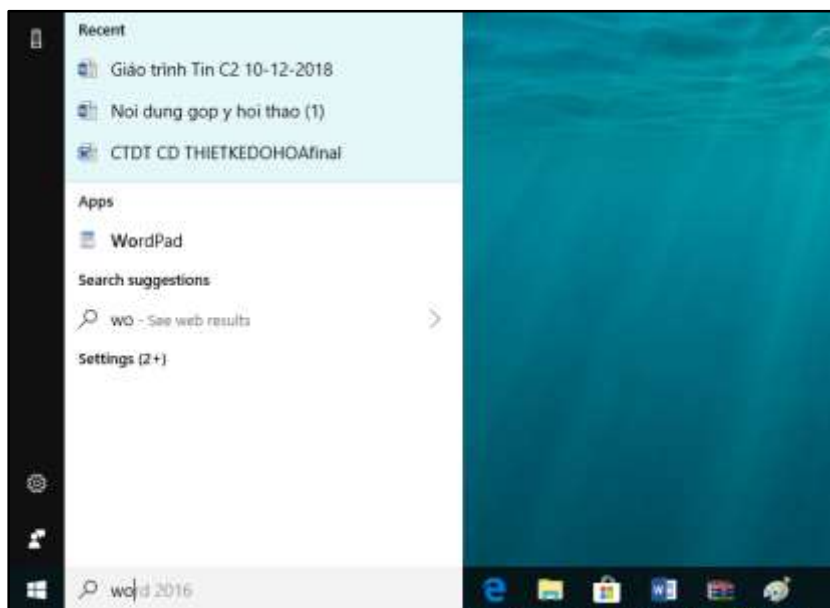 Recent
Giáo trình Tin C2 10-12-2018
Noi dung gop y hoi thao (1)
CTDT CD THIETKEDOHOAfinal
Apps
WordPad
Search suggestions
wo - See web results
Settings (2+)
word 2016